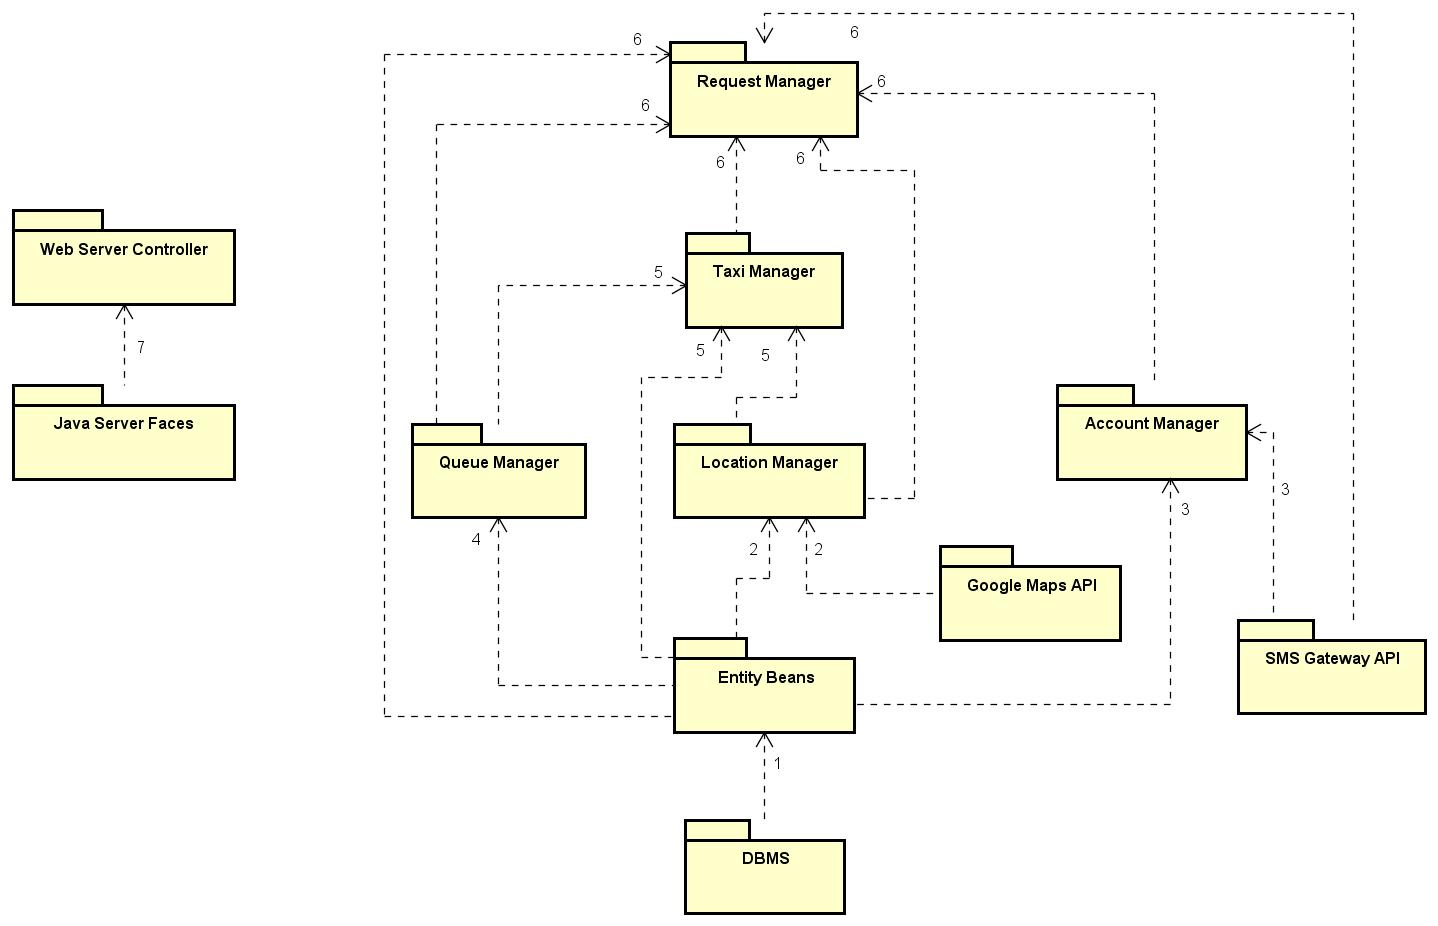 6
6
Request Manager
6
6
6
6
Web Server Controller
Taxi Manager
5
7
5
5
Java Server Faces
Account Manager
Queue Manager
Location Manager
3
3
4
2
2
Google Maps API
SMS Gateway API
Entity Beans
1
DBMS